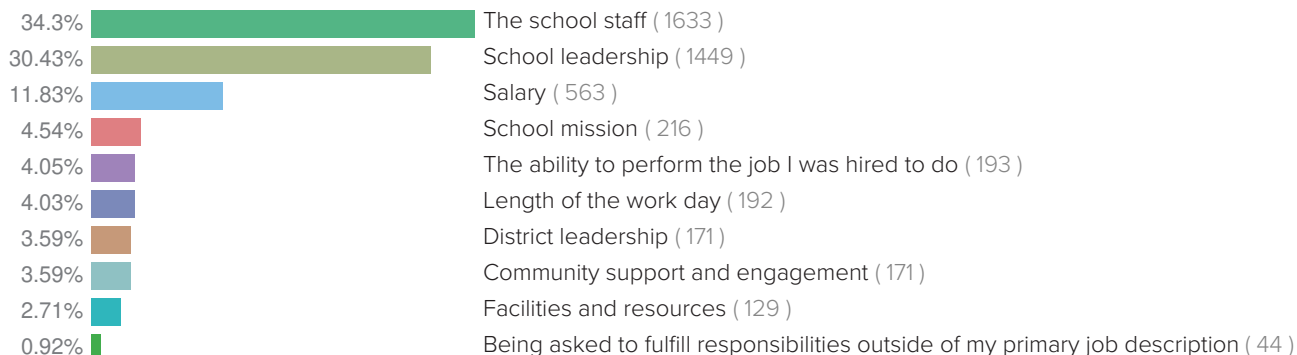 34.3% The school staff ( 1633 )
30.43% School leadership ( 1449 )
11.83% Salary ( 563 )
4.54% School mission ( 216 )
4.05% The ability to perform the job I was hired to do ( 193 )
4.03% Length of the work day ( 192 )
3.59% District leadership ( 171 )
3.59% Community support and engagement ( 171 )
2.71% Facilities and resources ( 129 )
0.92% Being asked to fulfill responsibilities outside of my primary job description ( 44 )